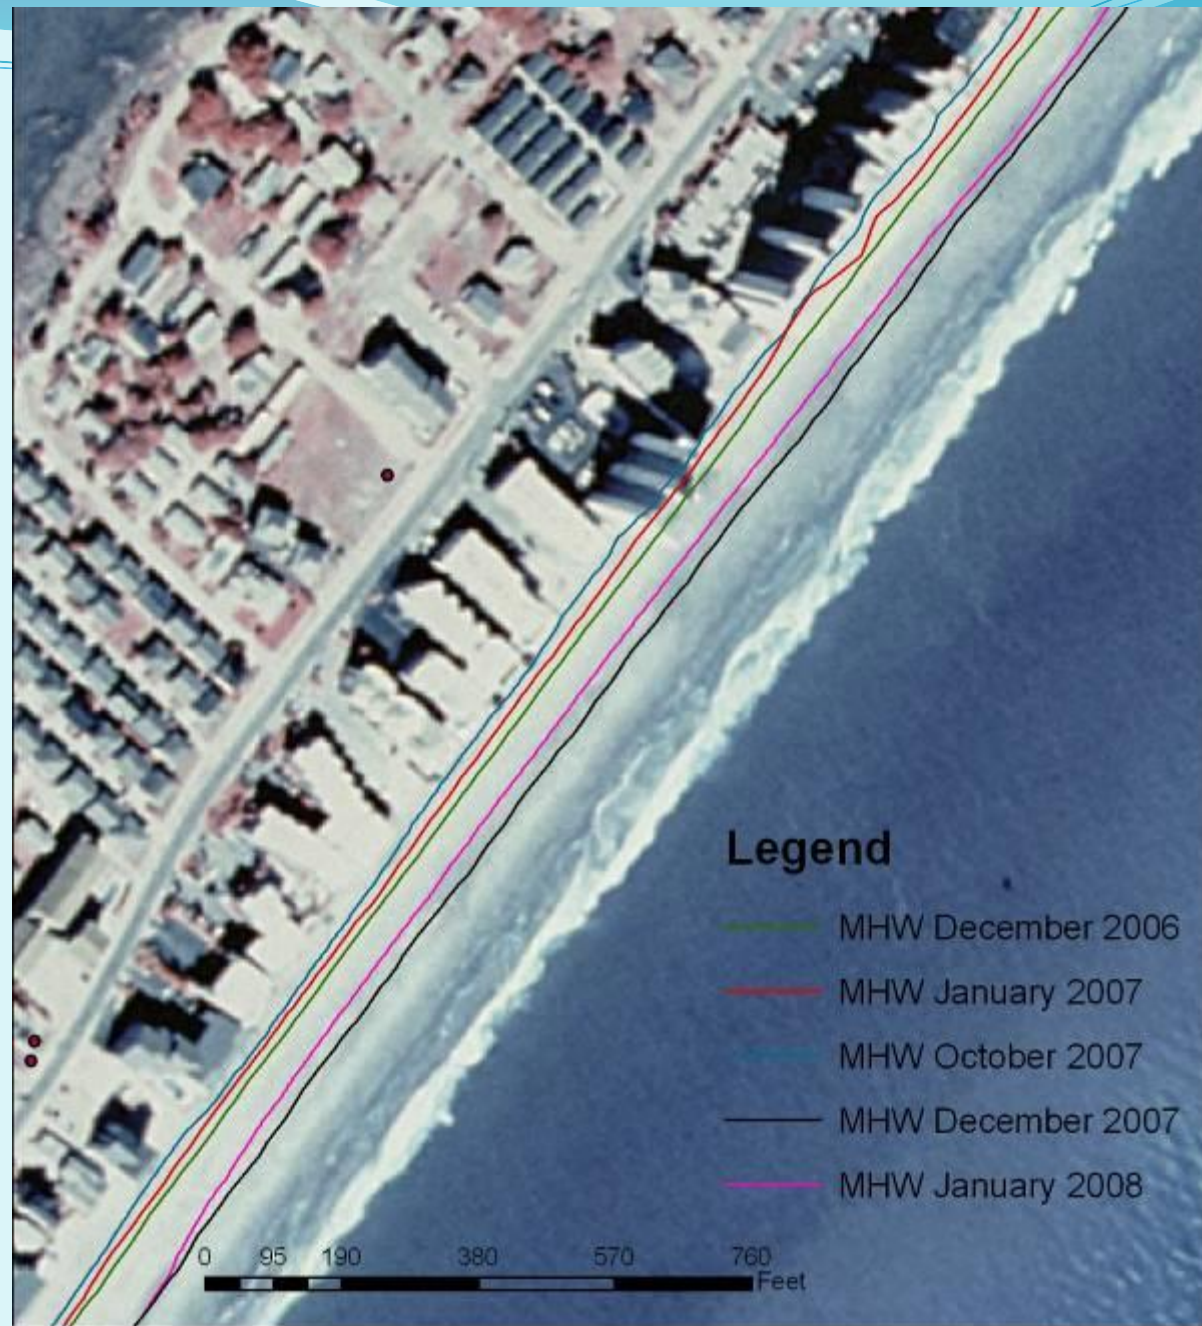 Legend
MHW December 2006
MHW January 2007
MHW October 2007
MHW December 2007
MHW January 2008
0 95 190 380 570 760
Feet